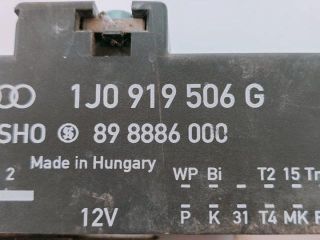 1J0 919 506 G
SHO 89 8886 000
Made in Hungary
2 WP Bi T2 15
12V P K 31 T4 MK